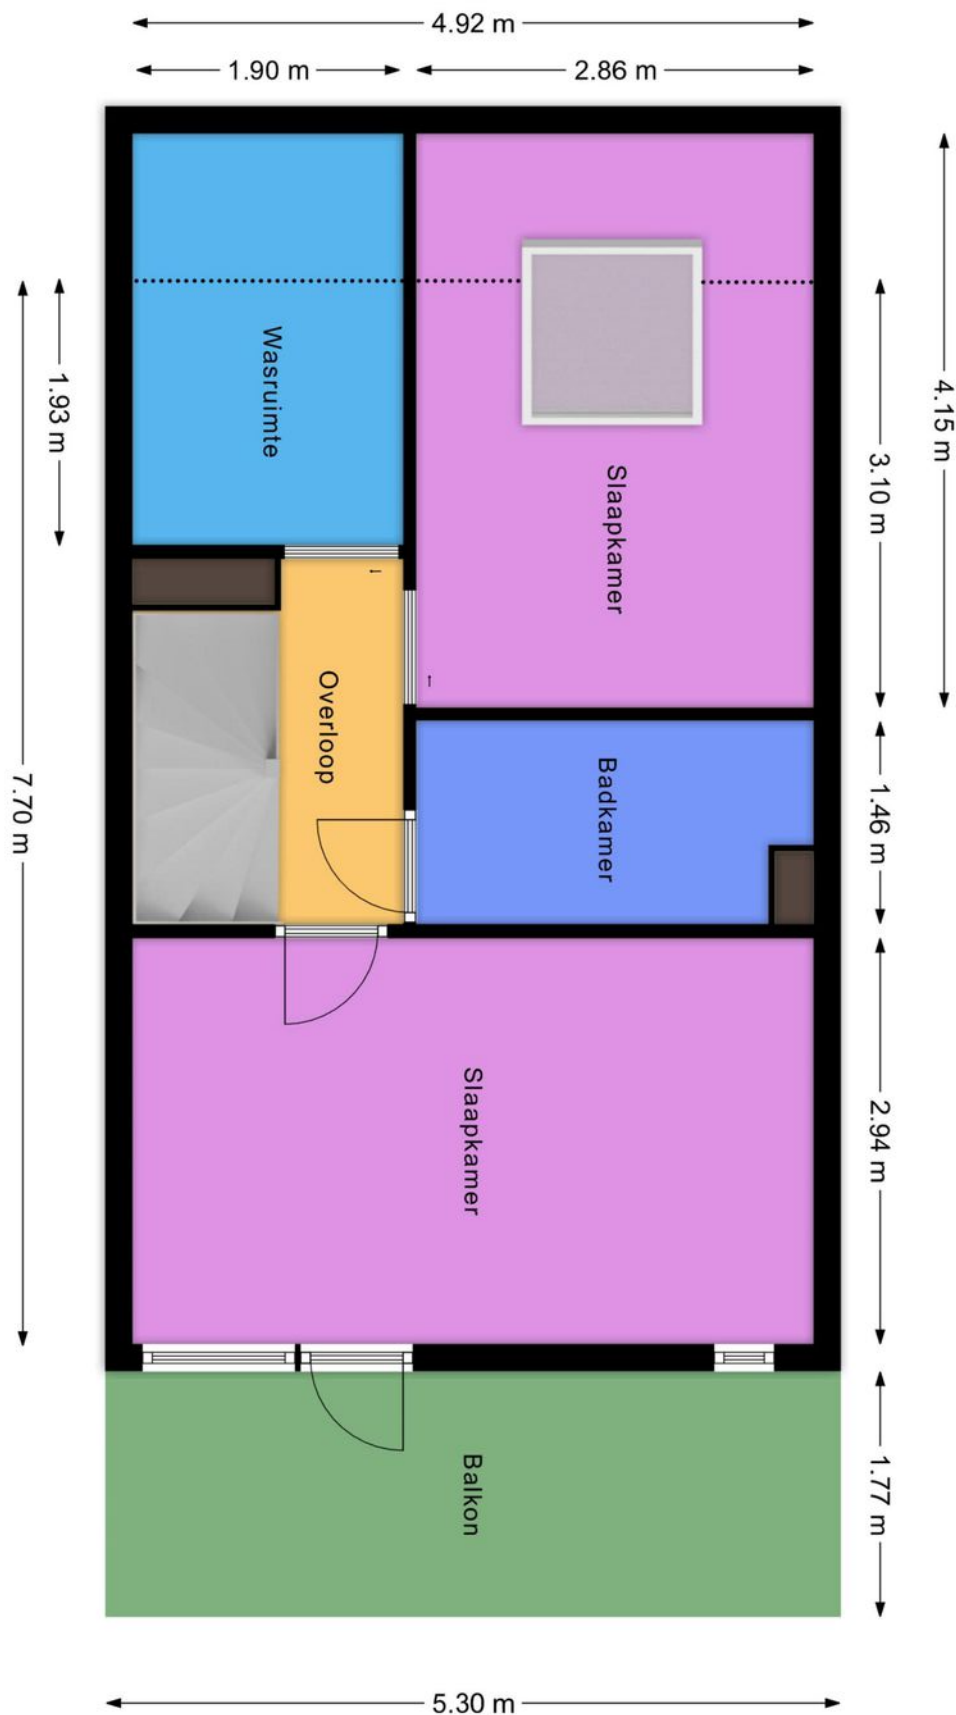 4.92 m
1.90 m
2.86 m
Wasruimte
1.93 m
4.15 m
3.10 m
Slaapkamer
Overloop
7.70 m
Badkamer
1.46 m
Slaapkamer
2.94 m
Balkon
1.77 m
5.30 m